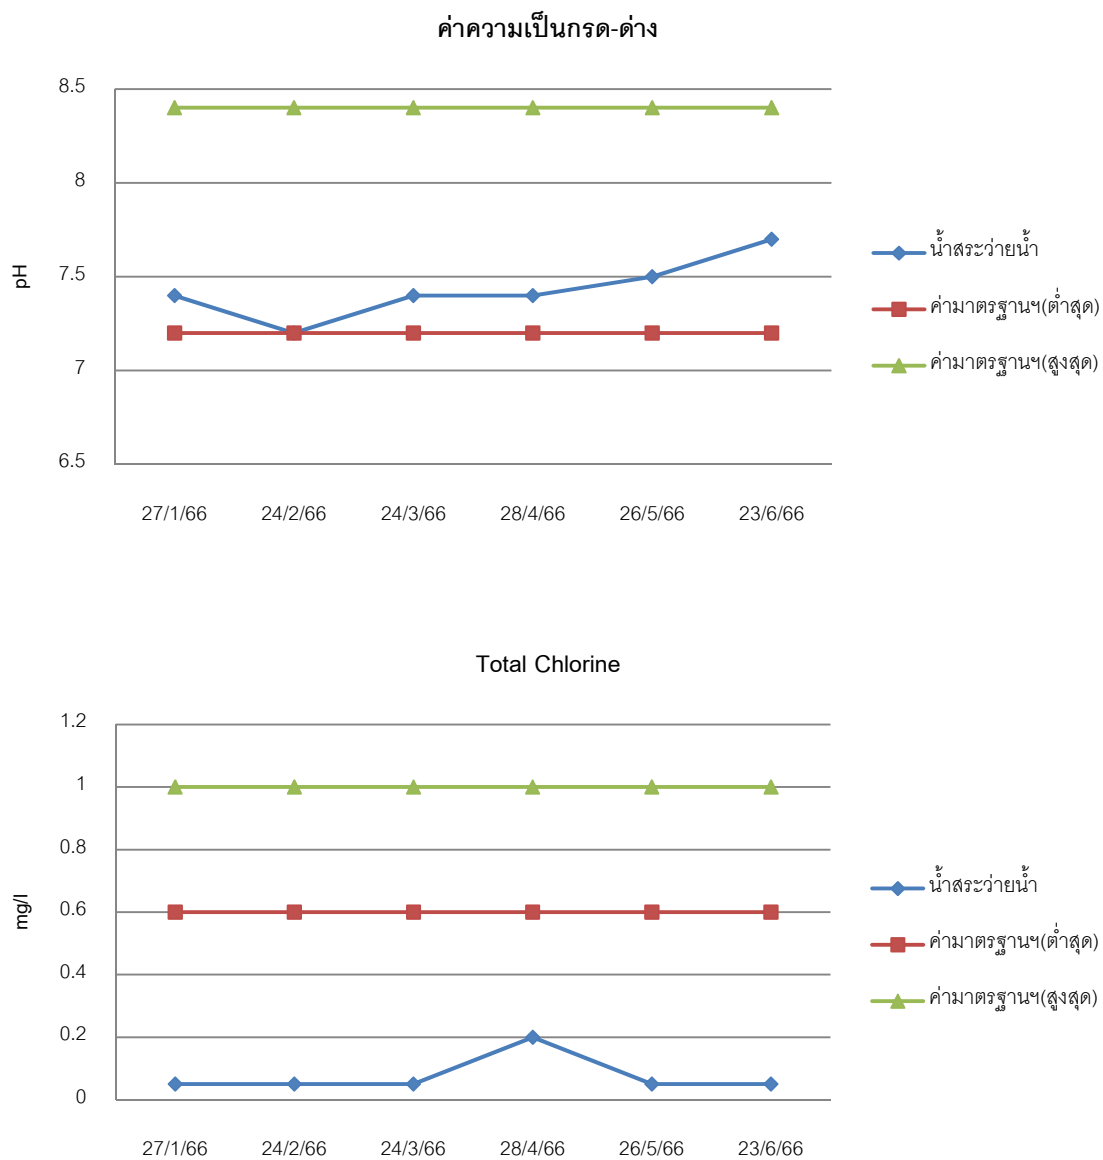 ค่าความเป็นกรด-ด่าง
8.5
8
7.5
7
6.5
pH
27/1/66 24/2/66 24/3/66 28/4/66 26/5/66 23/6/66
น้ำสระว่ายน้ำ
ค่ามาตรฐานฯ(ต่ำสุด)
ค่ามาตรฐานฯ(สูงสุด)
Total Chlorine
1.2
1
0.8
0.6
0.4
0.2
0
mg/l
27/1/66 24/2/66 24/3/66 28/4/66 26/5/66 23/6/66
น้ำสระว่ายน้ำ
ค่ามาตรฐานฯ(ต่ำสุด)
ค่ามาตรฐานฯ(สูงสุด)